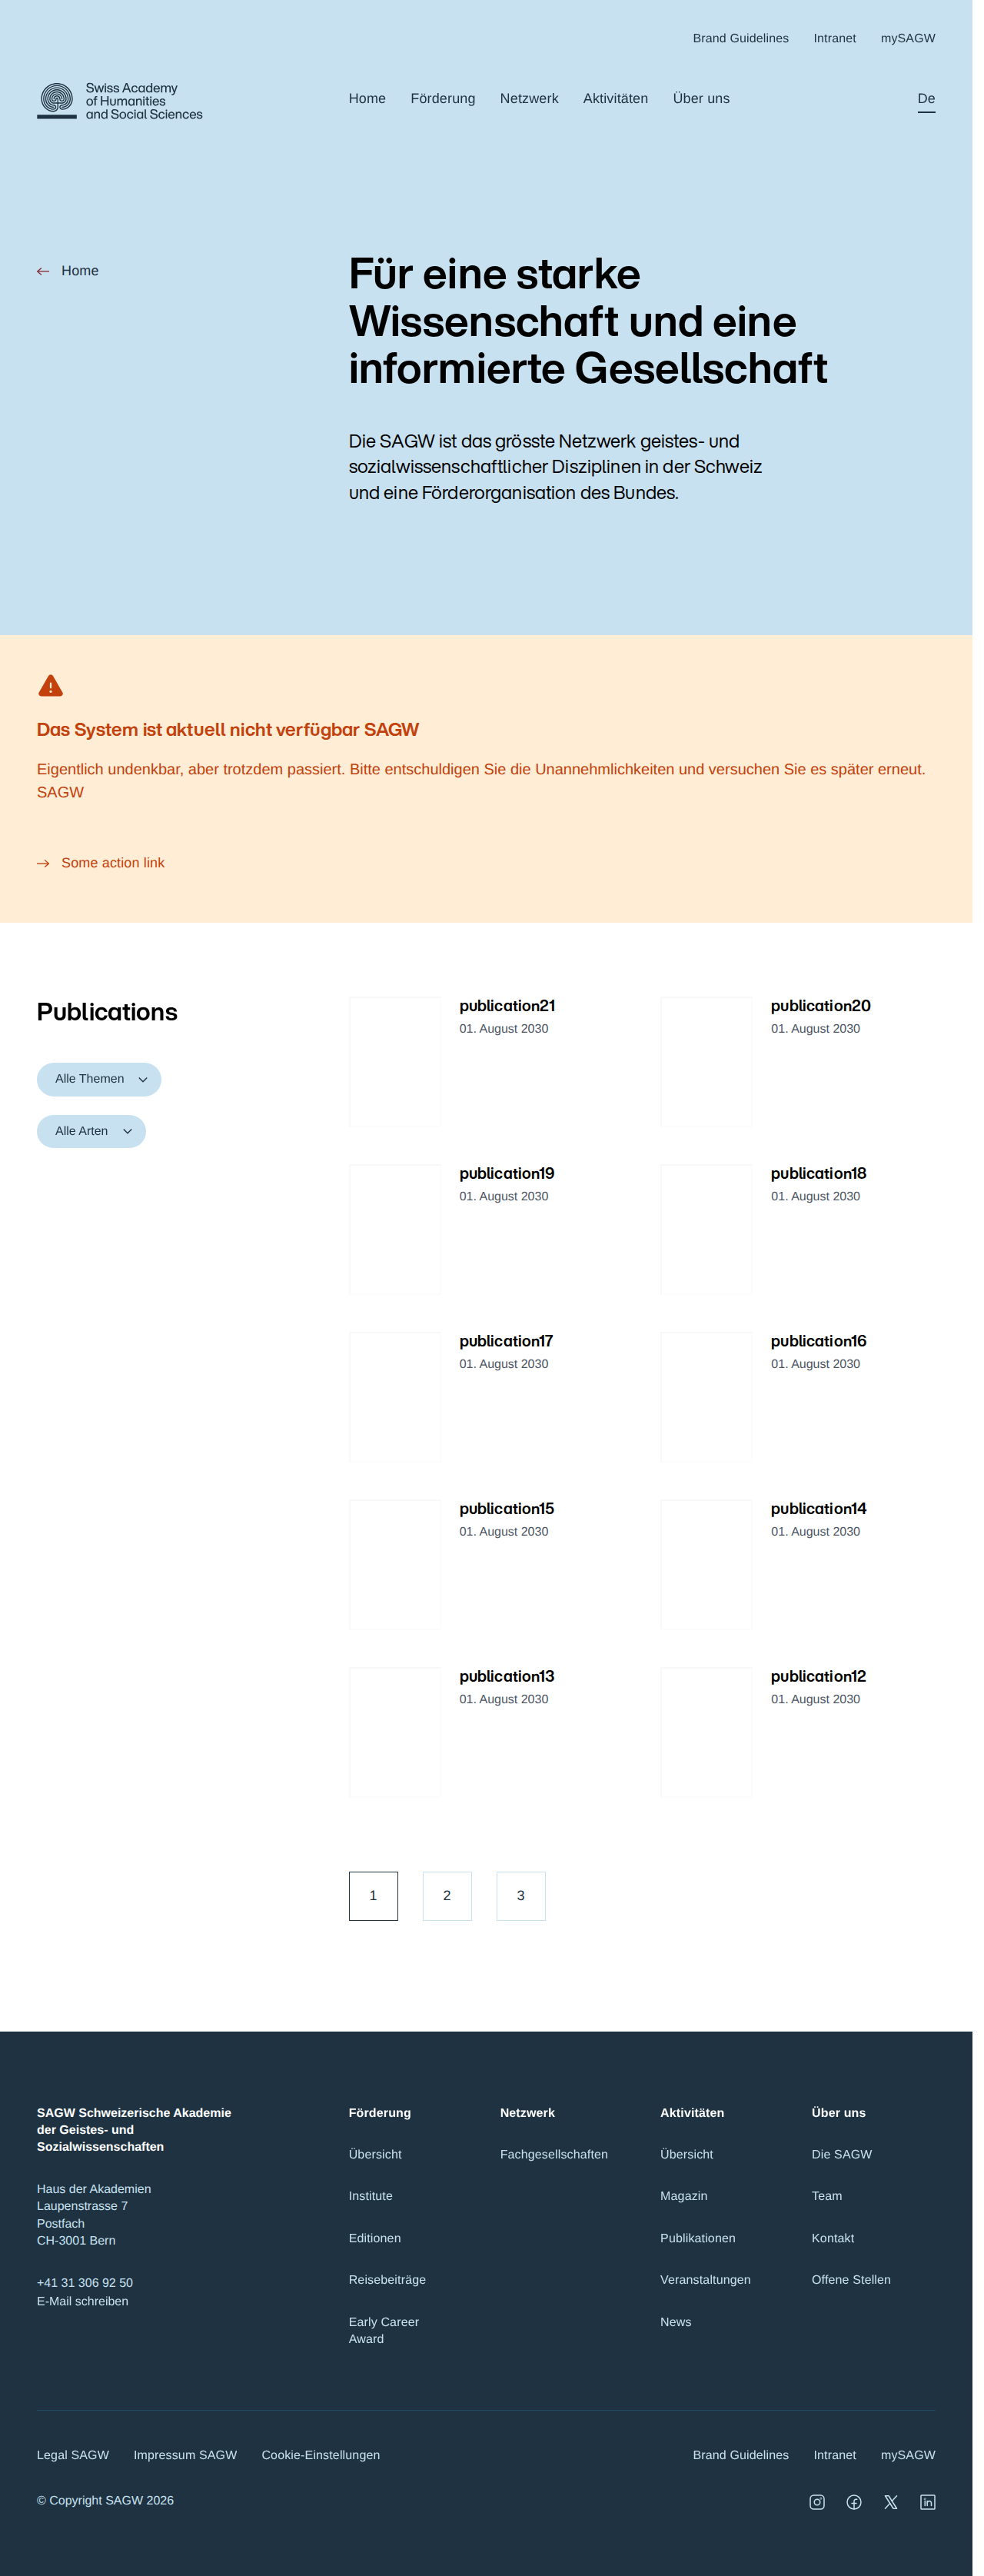 Brand Guidelines Intranet mySAGW
Swiss Academy
of Humanities
and Social Sciences
Home Förderung Netzwerk Aktivitäten Über uns De
Home
Für eine starke
Wissenschaft und eine
informierte Gesellschaft
Die SAGW ist das grösste Netzwerk geistes- und
sozialwissenschaftlicher Disziplinen in der Schweiz
und eine Förderorganisation des Bundes.
Das System ist aktuell nicht verfügbar SAGW
Eigentlich undenkbar, aber trotzdem passiert. Bitte entschuldigen Sie die Unannehmlichkeiten und versuchen Sie es später erneut.
SAGW
Some action link
Publications
Alle Themen
Alle Arten
publication21
01. August 2030
publication20
01. August 2030
publication19
01. August 2030
publication18
01. August 2030
publication17
01. August 2030
publication16
01. August 2030
publication15
01. August 2030
publication14
01. August 2030
publication13
01. August 2030
publication12
01. August 2030
1 2 3
SAGW Schweizerische Akademie
der Geistes- und
Sozialwissenschaften
Haus der Akademien
Laupenstrasse 7
Postfach
CH-3001 Bern
+41 31 306 92 50
E-Mail schreiben
Förderung
Übersicht
Institute
Editionen
Reisebeiträge
Early Career
Award
Netzwerk
Fachgesellschaften
Aktivitäten
Übersicht
Magazin
Publikationen
Veranstaltungen
News
Über uns
Die SAGW
Team
Kontakt
Offene Stellen
Legal SAGW Impressum SAGW Cookie-Einstellungen
Brand Guidelines Intranet mySAGW
© Copyright SAGW 2026